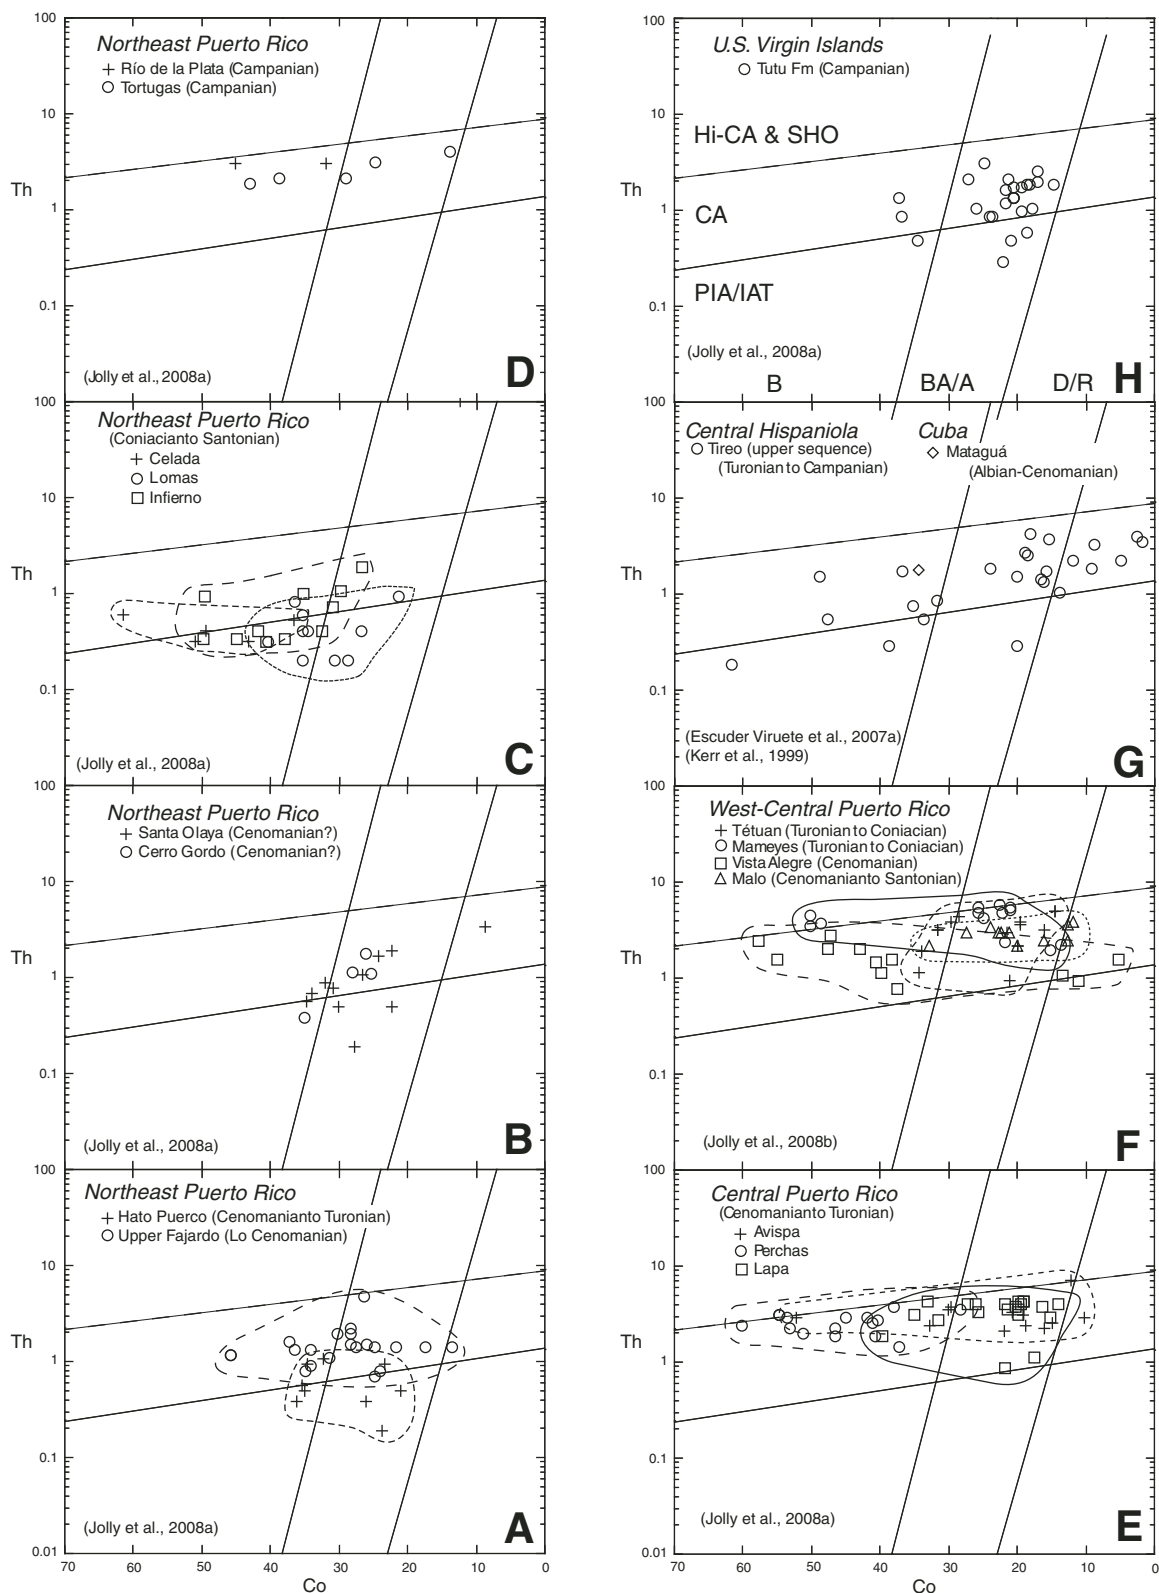 100
Northeast Puerto Rico
+ Río de la Plata (Campanian)
Tortugas (Campanian)
10
Th
1
0.1
(Jolly et al., 2008a)
D
100
Northeast Puerto Rico
(Coniacianto Santonian)
Celada
Lomas
Infierno
10
Th
1
0.1
(Jolly et al., 2008a)
C
100
Northeast Puerto Rico
Santa Olaya (Cenomanian?)
Cerro Gordo (Cenomanian?)
10
Th
1
0.1
(Jolly et al., 2008a)
B
100
Northeast Puerto Rico
Hato Puerco (Cenomanianto Turonian)
Upper Fajardo (Lo Cenomanian)
10
Th
1
0.1
(Jolly et al., 2008a)
A
0.01
70 60 50 40 30 20 10 0
Co
100
U.S. Virgin Islands
Tutu Fm (Campanian)
10
Hi-CA & SHO
Th
1
CA
PIA/IAT
0.1
(Jolly et al., 2008a)
B BA/A D/R
H
100
Central Hispaniola
Tireo (upper sequence)
(Turonian to Campanian)
Cuba
Mataguá
(Albian-Cenomanian)
10
Th
1
0.1
(Escuder Viruete et al., 2007a)
(Kerr et al., 1999)
G
100
West-Central Puerto Rico
Tétuan (Turonian to Coniacian)
Mameyes (Turonian to Coniacian)
Vista Alegre (Cenomanian)
Malo (Cenomanianto Santonian)
10
Th
1
0.1
(Jolly et al., 2008b)
F
100
Central Puerto Rico
(Cenomanianto Turonian)
Avispa
Perchas
Lapa
10
Th
1
0.1
(Jolly et al., 2008a)
E
0.01
70 60 50 40 30 20 10 0
Co